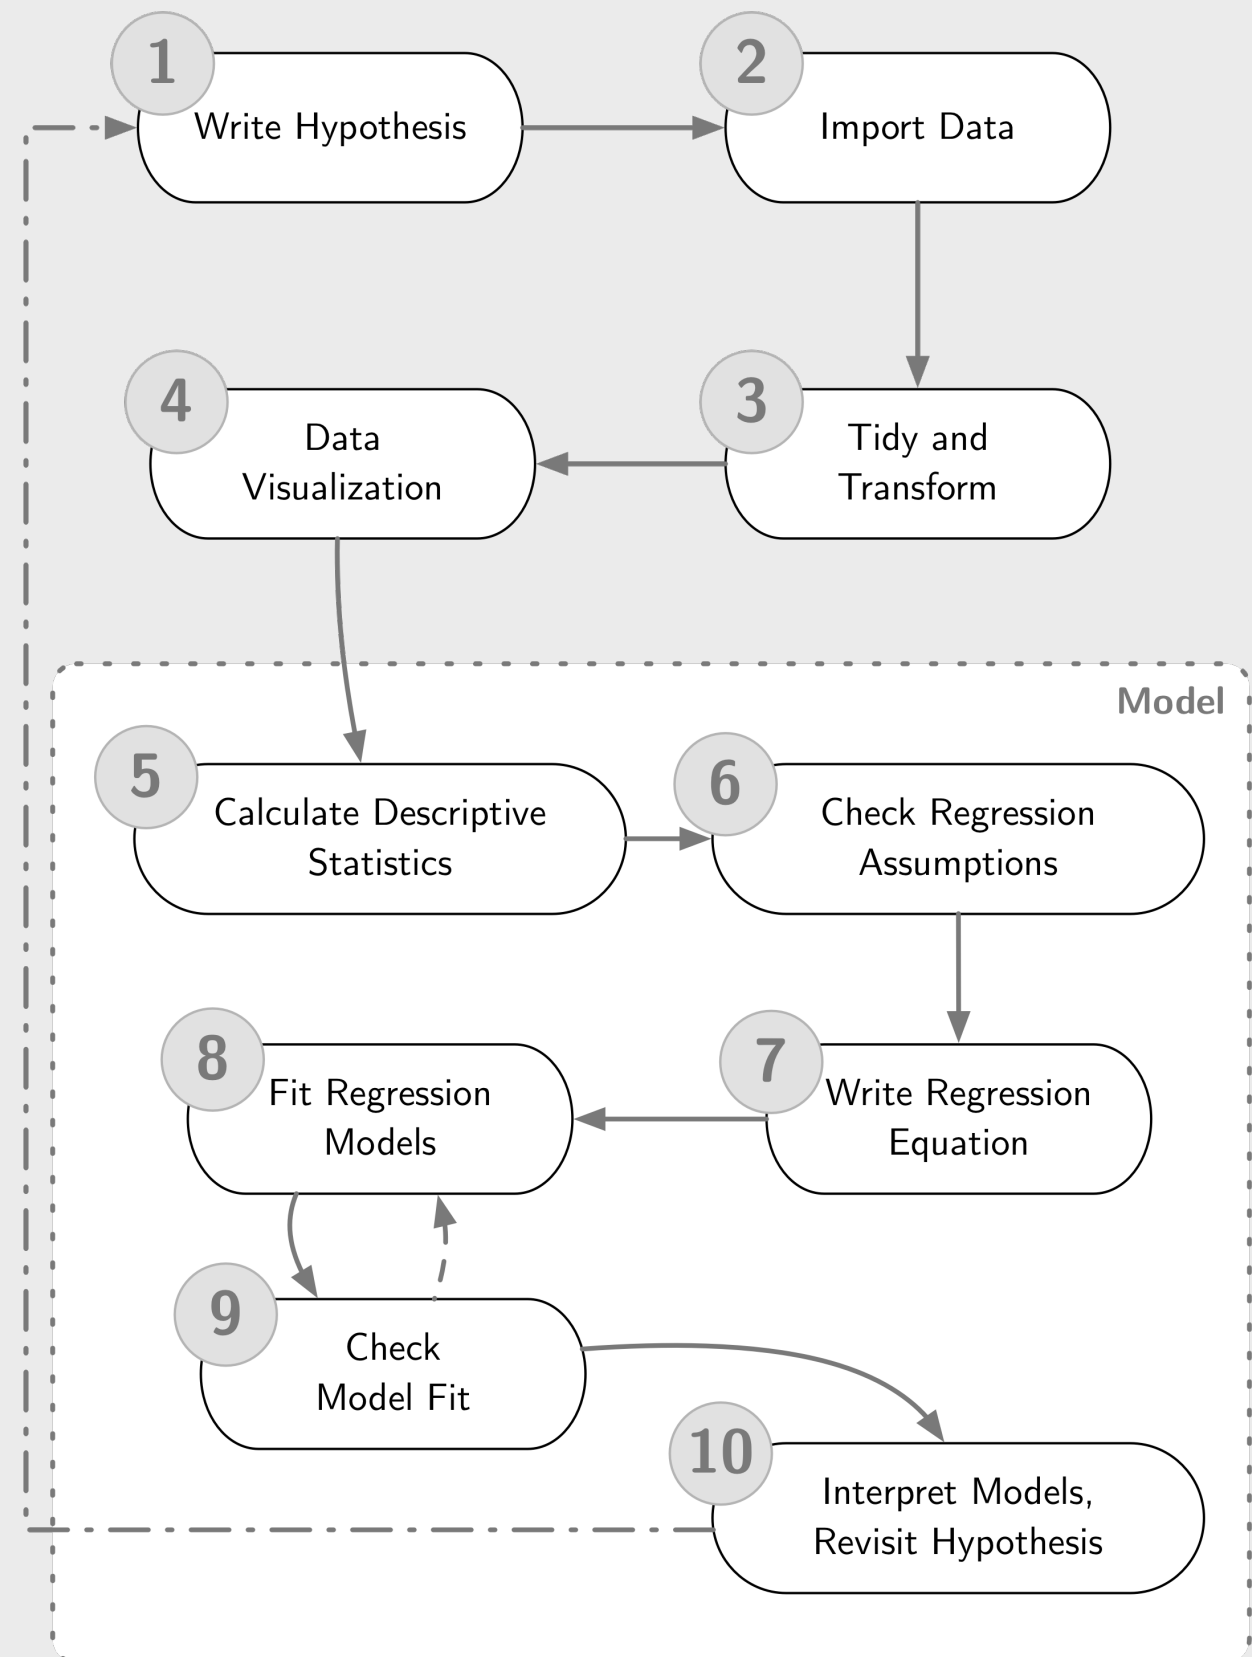 1
Write Hypothesis
2
Import Data
3
Tidy and
Transform
4
Data
Visualization
Model
5
Calculate Descriptive
Statistics
6
Check Regression
Assumptions
7
Write Regression
Equation
8
Fit Regression
Models
9
Check
Model Fit
10
Interpret Models,
Revisit Hypothesis